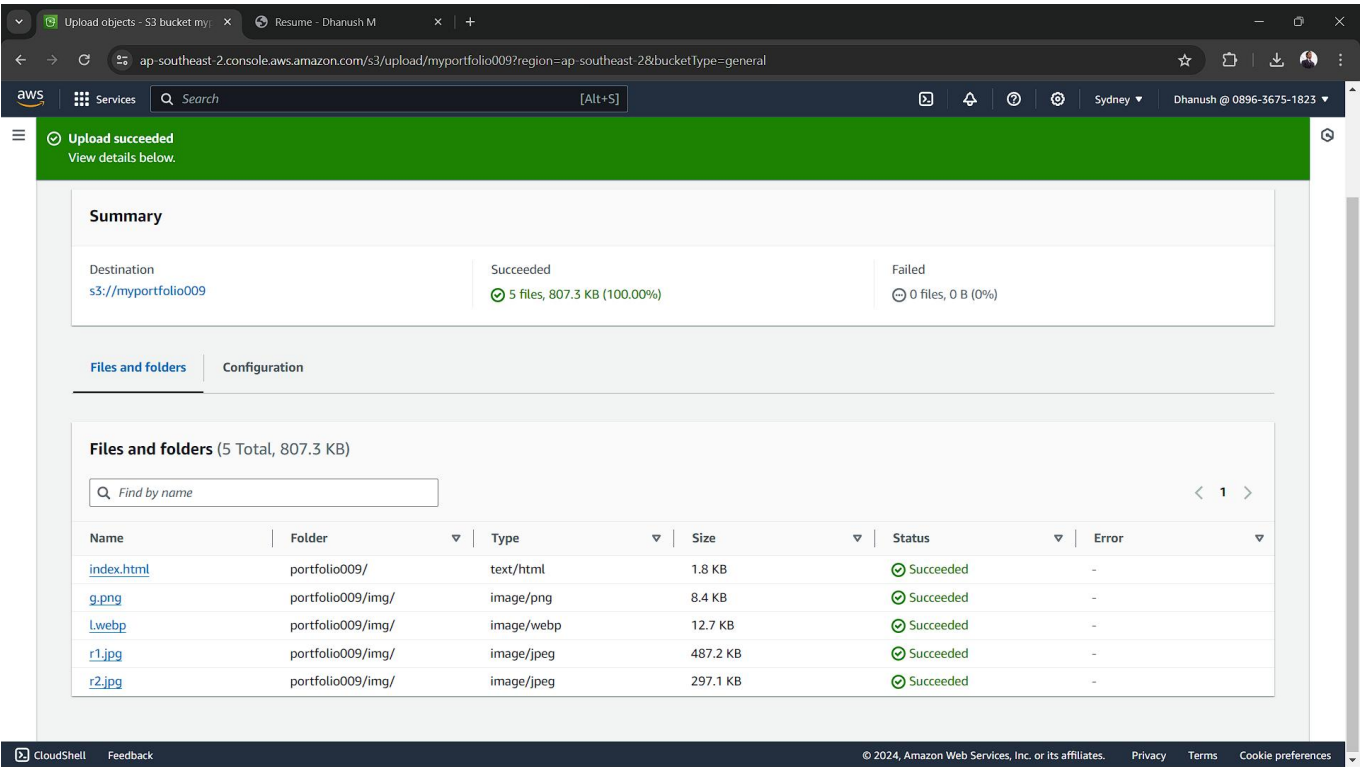 Upload objects - S3 bucket my
Resume - Dhanush M
ap-southeast-2.console.aws.amazon.com/s3/upload/myportfolio009?region=ap-southeast-2&bucketType=general
aws Services Search [Alt+S] Sydney Dhanush @ 0896-3675-1823
Upload succeeded
View details below.
Summary
Destination Succeeded Failed
s3://myportfolio009 5 files, 807.3 KB (100.00%) 0 files, 0 B (0%)
Files and folders Configuration
Files and folders (5 Total, 807.3 KB)
Find by name 1
Name Folder Type Size Status Error
index.html portfolio009/ text/html 1.8 KB Succeeded -
g.png portfolio009/img/ image/png 8.4 KB Succeeded -
l.webp portfolio009/img/ image/webp 12.7 KB Succeeded -
r1.jpg portfolio009/img/ image/jpeg 487.2 KB Succeeded -
r2.jpg portfolio009/img/ image/jpeg 297.1 KB Succeeded -
CloudShell Feedback © 2024, Amazon Web Services, Inc. or its affiliates. Privacy Terms Cookie preferences